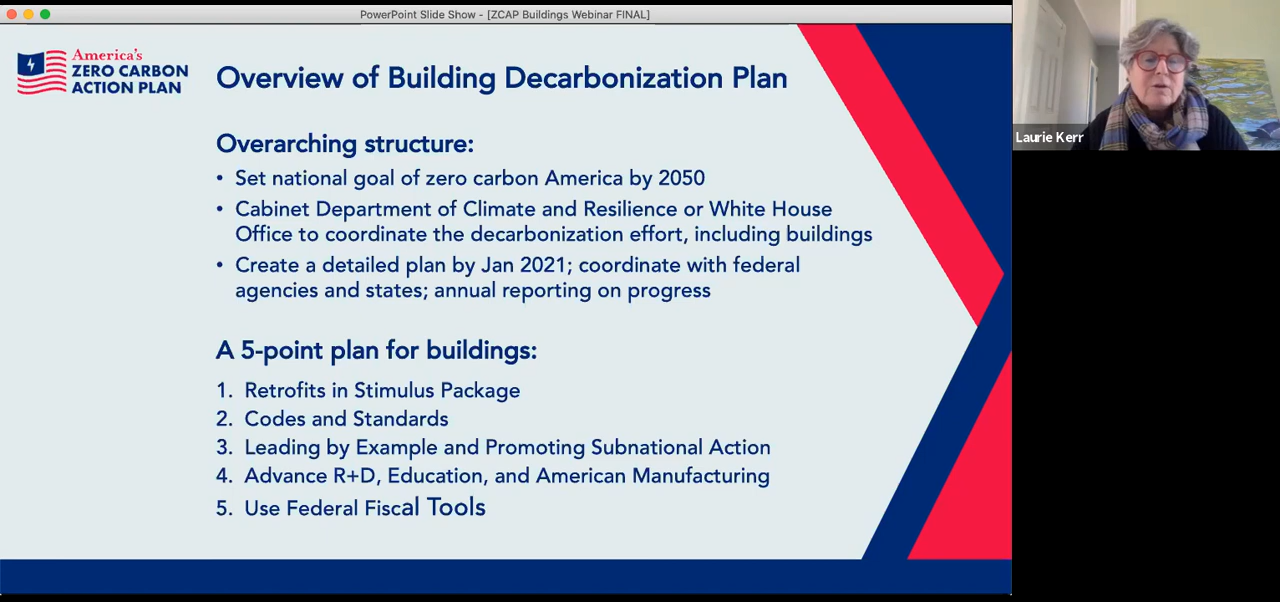 PowerPoint Slide Show - [ZCAP Buildings Webinar FINAL]
America's
ZERO CARBON
ACTION PLAN
Overview of Building Decarbonization Plan
Overarching structure:
• Set national goal of zero carbon America by 2050
• Cabinet Department of Climate and Resilience or White House
Office to coordinate the decarbonization effort, including buildings
• Create a detailed plan by Jan 2021; coordinate with federal
agencies and states; annual reporting on progress
A 5-point plan for buildings:
1. Retrofits in Stimulus Package
2. Codes and Standards
3. Leading by Example and Promoting Subnational Action
4. Advance R+D, Education, and American Manufacturing
5. Use Federal Fiscal Tools
Laurie Kerr